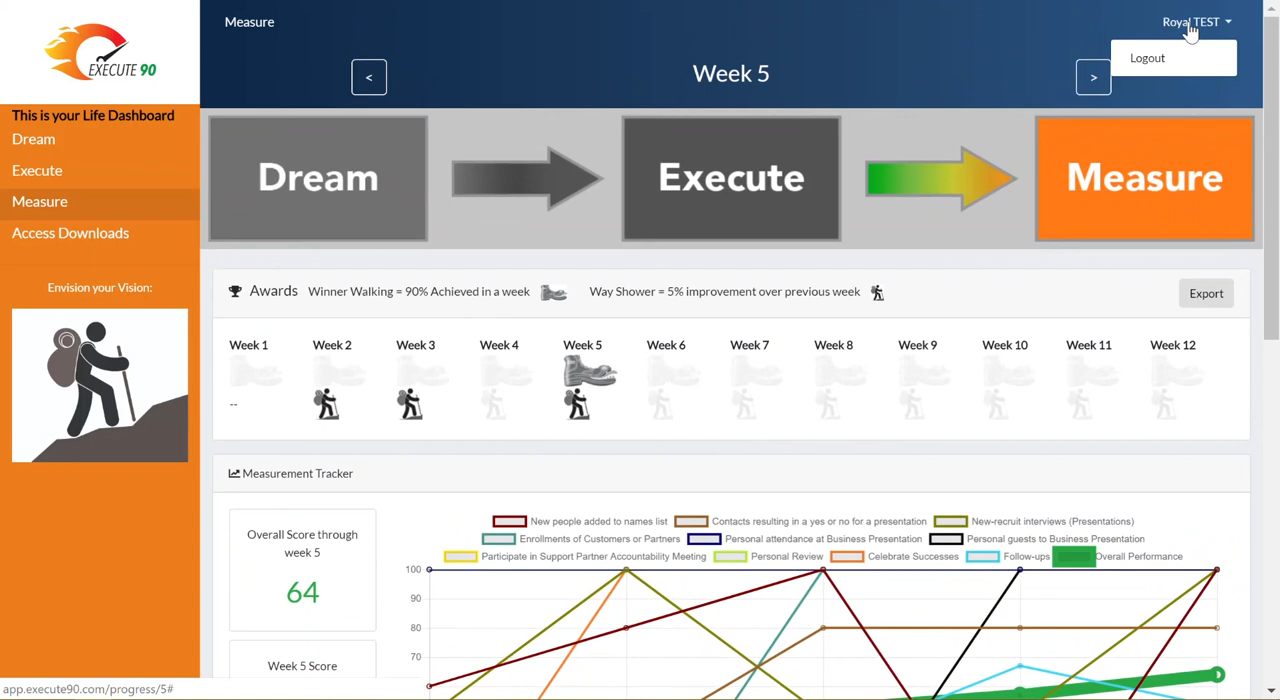 Measure
Royal TEST
Logout
EXECUTE 90
<
Week 5
>
This is your Life Dashboard
Dream
Execute
Measure
Access Downloads
Envision your Vision:
Dream
Execute
Measure
Awards Winner Walking = 90% Achieved in a week Way Shower = 5% improvement over previous week
Export
Week 1 Week 2 Week 3 Week 4 Week 5 Week 6 Week 7 Week 8 Week 9 Week 10 Week 11 Week 12
--
Measurement Tracker
Overall Score through
week 5
64
Week 5 Score
New people added to names list Contacts resulting in a yes or no for a presentation New-recruit interviews (Presentations)
Enrollments of Customers or Partners Personal attendance at Business Presentation Personal guests to Business Presentation
Participate in Support Partner Accountability Meeting Personal Review Celebrate Successes Follow-ups Overall Performance
100
90
80
70
app.execute90.com/progress/5#